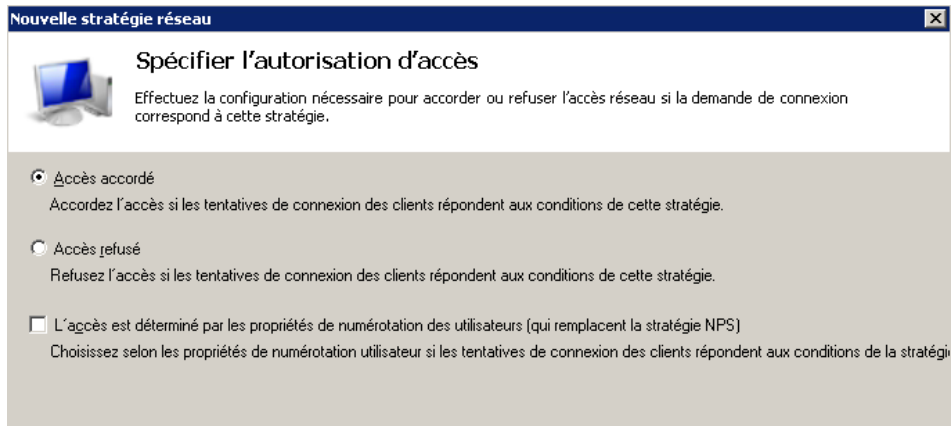 Nouvelle stratégie réseau
Spécifier l'autorisation d'accès
Effectuez la configuration nécessaire pour accorder ou refuser l'accès réseau si la demande de connexion
correspond à cette stratégie.
Accès accordé
Accordez l'accès si les tentatives de connexion des clients répondent aux conditions de cette stratégie.
Accès refusé
Refusez l'accès si les tentatives de connexion des clients répondent aux conditions de cette stratégie.
L'accès est déterminé par les propriétés de numérotation des utilisateurs (qui remplacent la stratégie NPS)
Choisissez selon les propriétés de numérotation utilisateur si les tentatives de connexion des clients répondent aux conditions de la stratégi